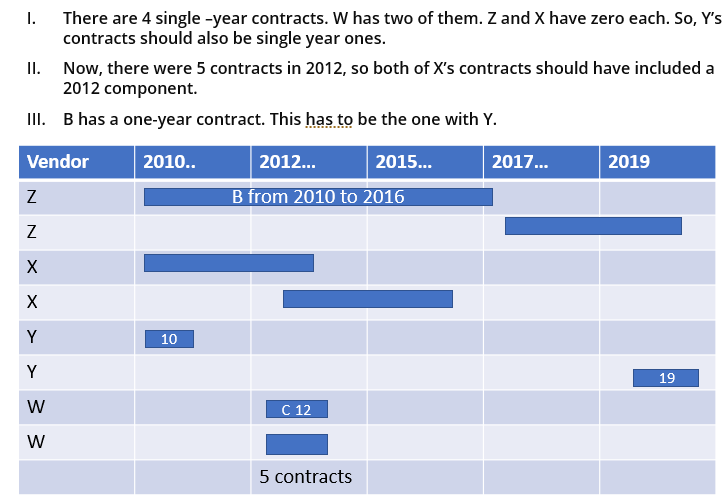 I. There are 4 single –year contracts. W has two of them. Z and X have zero each. So, Y's
contracts should also be single year ones.
II. Now, there were 5 contracts in 2012, so both of X's contracts should have included a
2012 component.
III. B has a one-year contract. This has to be the one with Y.
Vendor 2010.. 2012... 2015... 2017... 2019
Z B from 2010 to 2016
Z
X
X
Y 10
Y 19
W C 12
W
5 contracts